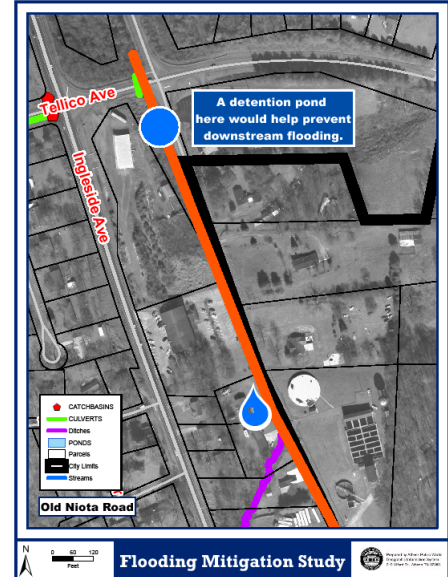 Tellico Ave
Ingleside Ave
A detention pond
here would help prevent
downstream flooding.
CATCHBASINS
CULVERTS
Ditches
PONDS
Parcels
City Limits
Streams
Old Niota Road
N
0 60 120
Feet
Flooding Mitigation Study